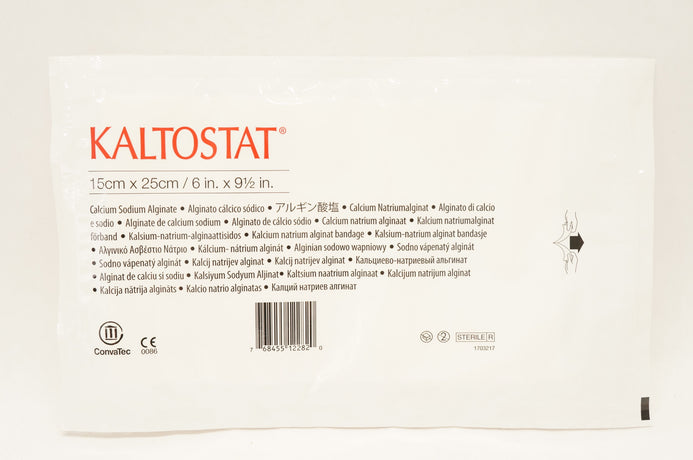 KALTOSTAT®
15cm x 25cm / 6 in. x 9½ in.
Calcium Sodium Alginate • Alginato cálcico sódico • アルギン酸塩 • Calcium Natriumalginat • Alginato di calcio
e sodio • Alginate de calcium sodium • Alginato de cálcio sódio • Calcium natrium alginaat • Kalcium natriumalginat
förband • Kalsium-natrium-alginaattisidos • Calcium natrium alginat bandage • Kalsium-natrium alginat bandasje
• Αλγινικό Ασβέστιο Νάτριο • Kálcium- nátrium alginát • Alginian sodowo wapniowy • Sodno vápenatý alginát
• Sodno vápenatý alginát • Kalcij natrijev alginat • Kalcij natrijev alginat • Кальциево-натриевый альгинат
• Alginat de calciu si sodiu • Kalsiyum Sodyum Aljinat• Kaltsium naatrium alginaat • Kalcijum natrijum alginat
• Kalcija nātrija alginäts • Kalcio natrio alginatas • Калций натриев алгинат
ConvaTec
CE
0086
7 68455 12282 0
2
STERILE R
1703217